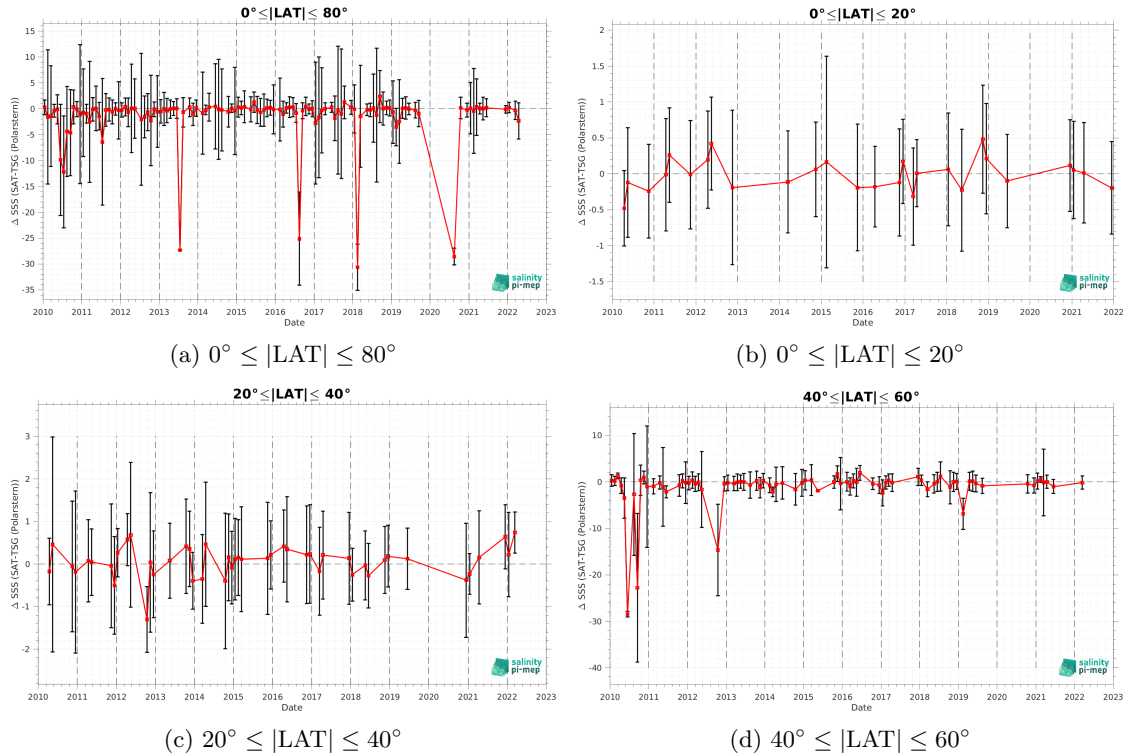 0°≤|LAT|≤ 80°
15
10
5
0
-5
-10
-15
-20
-25
-30
-35
Δ SSS (SAT-TSG (Polarstern))
2010 2011 2012 2013 2014 2015 2016 2017 2018 2019 2020 2021 2022 2023
Date
salinity
pi-mep
(a) 0° ≤ |LAT| ≤ 80°
0°≤|LAT|≤ 20°
2
1.5
1
0.5
0
-0.5
-1
-1.5
Δ SSS (SAT-TSG (Polarstern))
2010 2011 2012 2013 2014 2015 2016 2017 2018 2019 2020 2021 2022
Date
salinity
pi-mep
(b) 0° ≤ |LAT| ≤ 20°
20°≤|LAT|≤ 40°
3
2
1
0
-1
-2
Δ SSS (SAT-TSG (Polarstern))
2010 2011 2012 2013 2014 2015 2016 2017 2018 2019 2020 2021 2022 2023
Date
salinity
pi-mep
(c) 20° ≤ |LAT| ≤ 40°
40°≤|LAT|≤ 60°
10
0
-10
-20
-30
-40
Δ SSS (SAT-TSG (Polarstern))
2010 2011 2012 2013 2014 2015 2016 2017 2018 2019 2020 2021 2022 2023
Date
salinity
pi-mep
(d) 40° ≤ |LAT| ≤ 60°